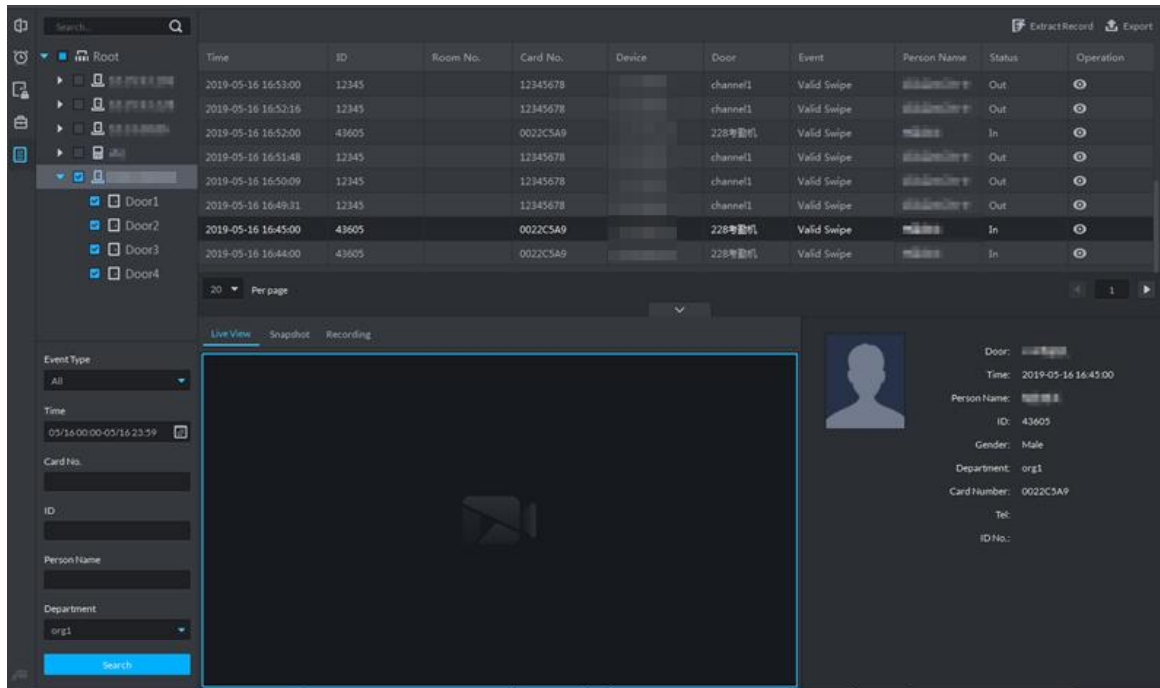 Search...
Extract Record Export
Root
Time ID Room No. Card No. Device Door Event Person Name Status Operation
2019-05-16 16:53:00 12345 12345678 channel1 Valid Swipe Out
2019-05-16 16:52:16 12345 12345678 channel1 Valid Swipe Out
2019-05-16 16:52:00 43605 0022C5A9 228考勤机 Valid Swipe In
2019-05-16 16:51:48 12345 12345678 channel1 Valid Swipe Out
2019-05-16 16:50:09 12345 12345678 channel1 Valid Swipe Out
2019-05-16 16:49:31 12345 12345678 channel1 Valid Swipe Out
2019-05-16 16:45:00 43605 0022C5A9 228考勤机 Valid Swipe In
2019-05-16 16:44:00 43605 0022C5A9 228考勤机 Valid Swipe In
Door1
Door2
Door3
Door4
20 Per page
1
Event Type
All
Time
05/16 00:00-05/16 23:59
Card No.
ID
Person Name
Department
org1
Search
Live View Snapshot Recording
Door:
Time: 2019-05-16 16:45:00
Person Name:
ID: 43605
Gender: Male
Department: org1
Card Number: 0022C5A9
Tel:
ID No.: